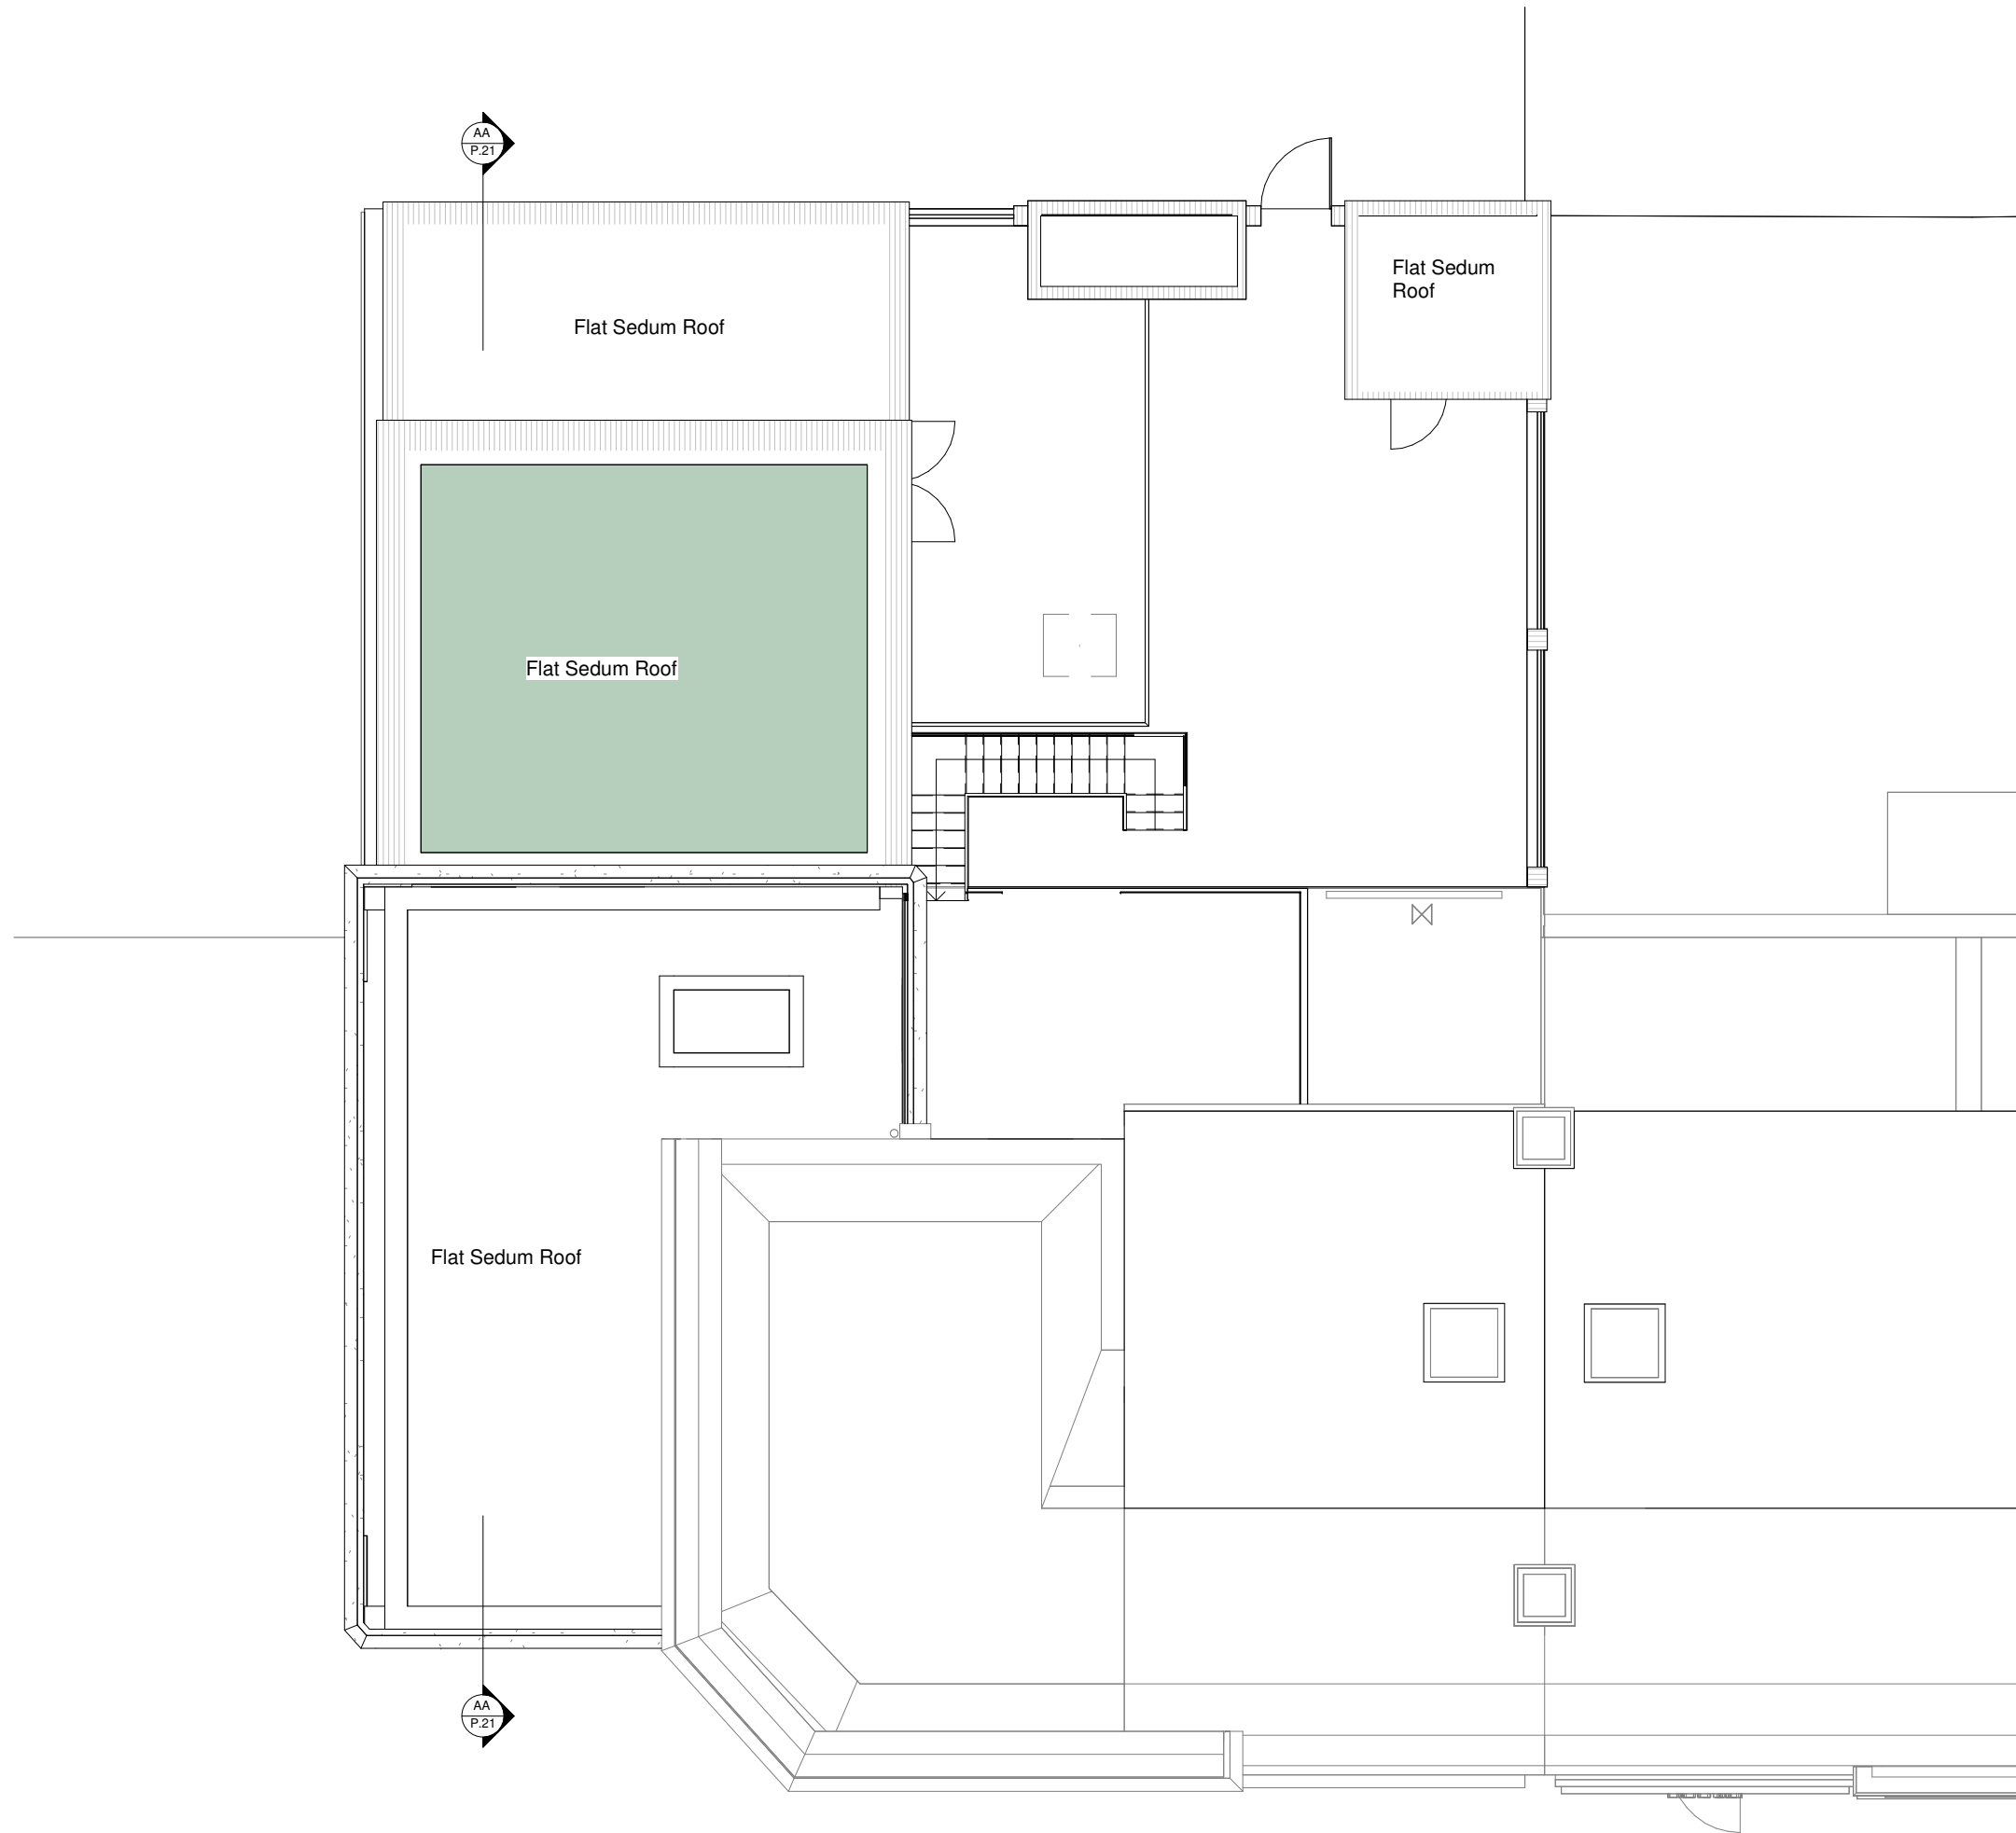 AA
P.21
Flat Sedum
Roof
Flat Sedum Roof
Flat Sedum Roof
Flat Sedum Roof
AA
P.21